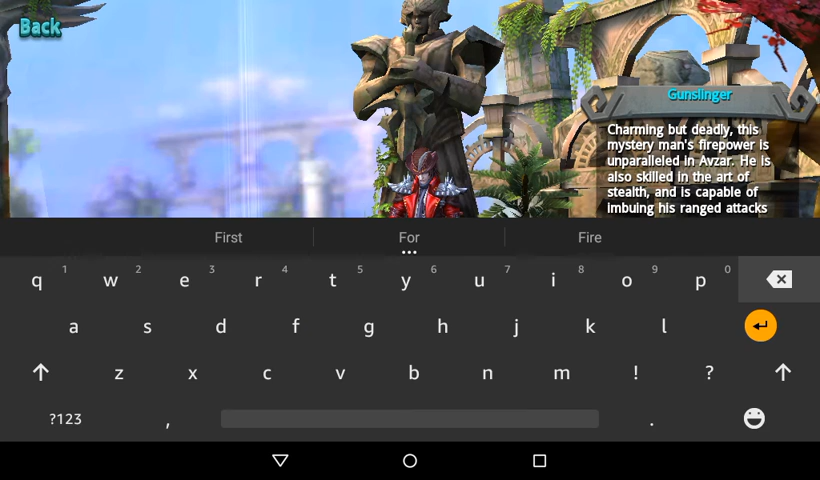 Back
Gunslinger
Charming but deadly, this
mystery man's firepower is
unparalleled in Avzar. He is
also skilled in the art of
stealth, and is capable of
imbuing his ranged attacks
First For Fire
q 1 w 2 e 3 r 4 t 5 y 6 u 7 i 8 o 9 p 0
a s d f g h j k l
z x c v b n m ! ?
?123 , .